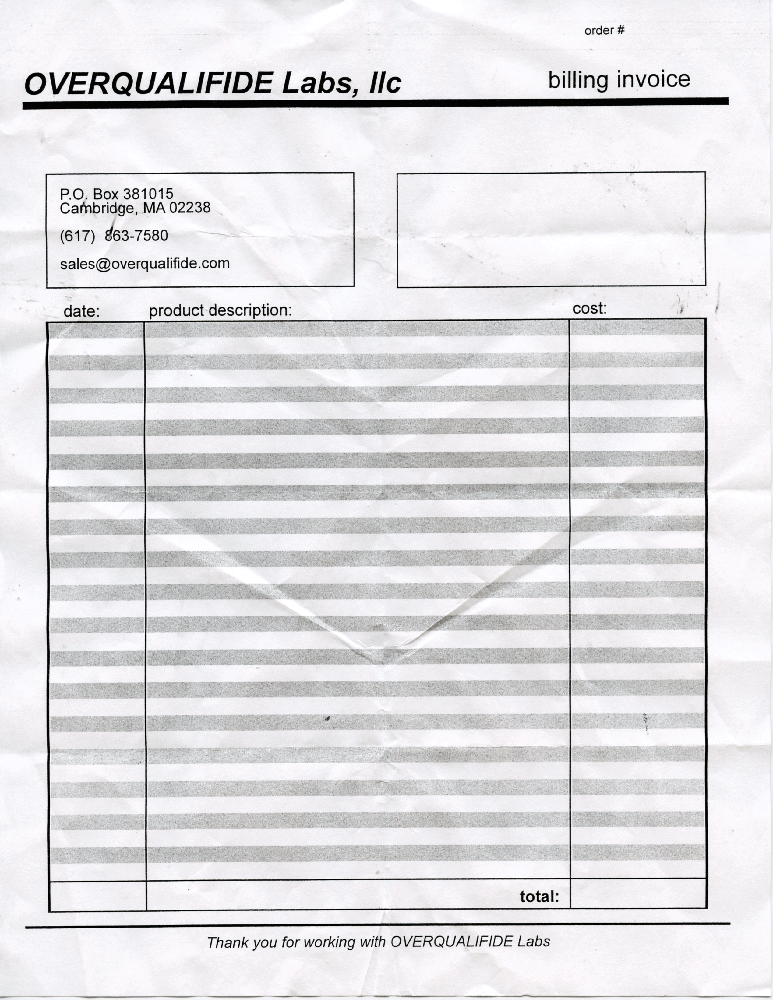 order #
OVERQUALIFIDE Labs, llc
billing invoice
P.O. Box 381015
Cambridge, MA 02238
(617) 863-7580
sales@overqualifide.com
date: product description: cost:
total:
Thank you for working with OVERQUALIFIDE Labs